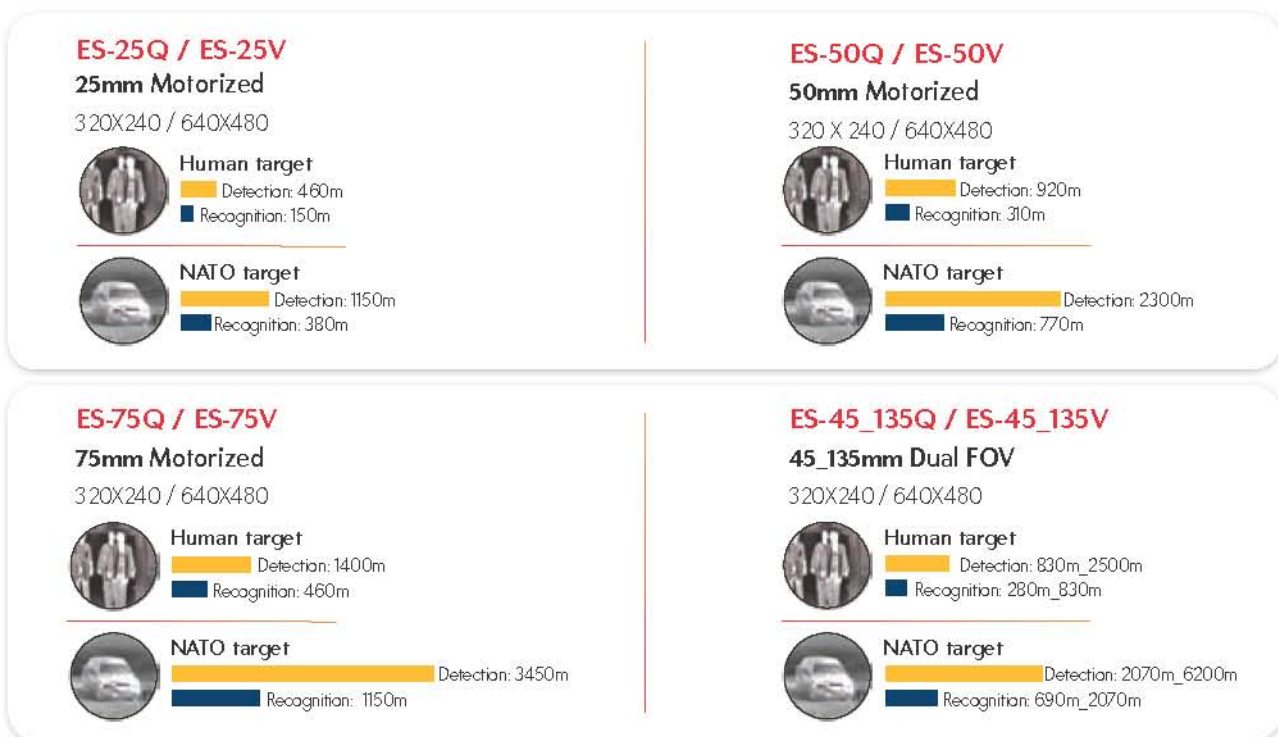 ES-25Q / ES-25V
25mm Motorized
320X240 / 640X480
Human target
Detection: 460m
Recognition: 150m
NATO target
Detection: 1150m
Recognition: 380m
ES-50Q / ES-50V
50mm Motorized
320 X 240 / 640X480
Human target
Detection: 920m
Recognition: 310m
NATO target
Detection: 2300m
Recognition: 770m
ES-75Q / ES-75V
75mm Motorized
320X240 / 640X480
Human target
Detection: 1400m
Recognition: 460m
NATO target
Detection: 3450m
Recognition: 1150m
ES-45_135Q / ES-45_135V
45_135mm Dual FOV
320X240 / 640X480
Human target
Detection: 830m_2500m
Recognition: 280m_830m
NATO target
Detection: 2070m_6200m
Recognition: 690m_2070m